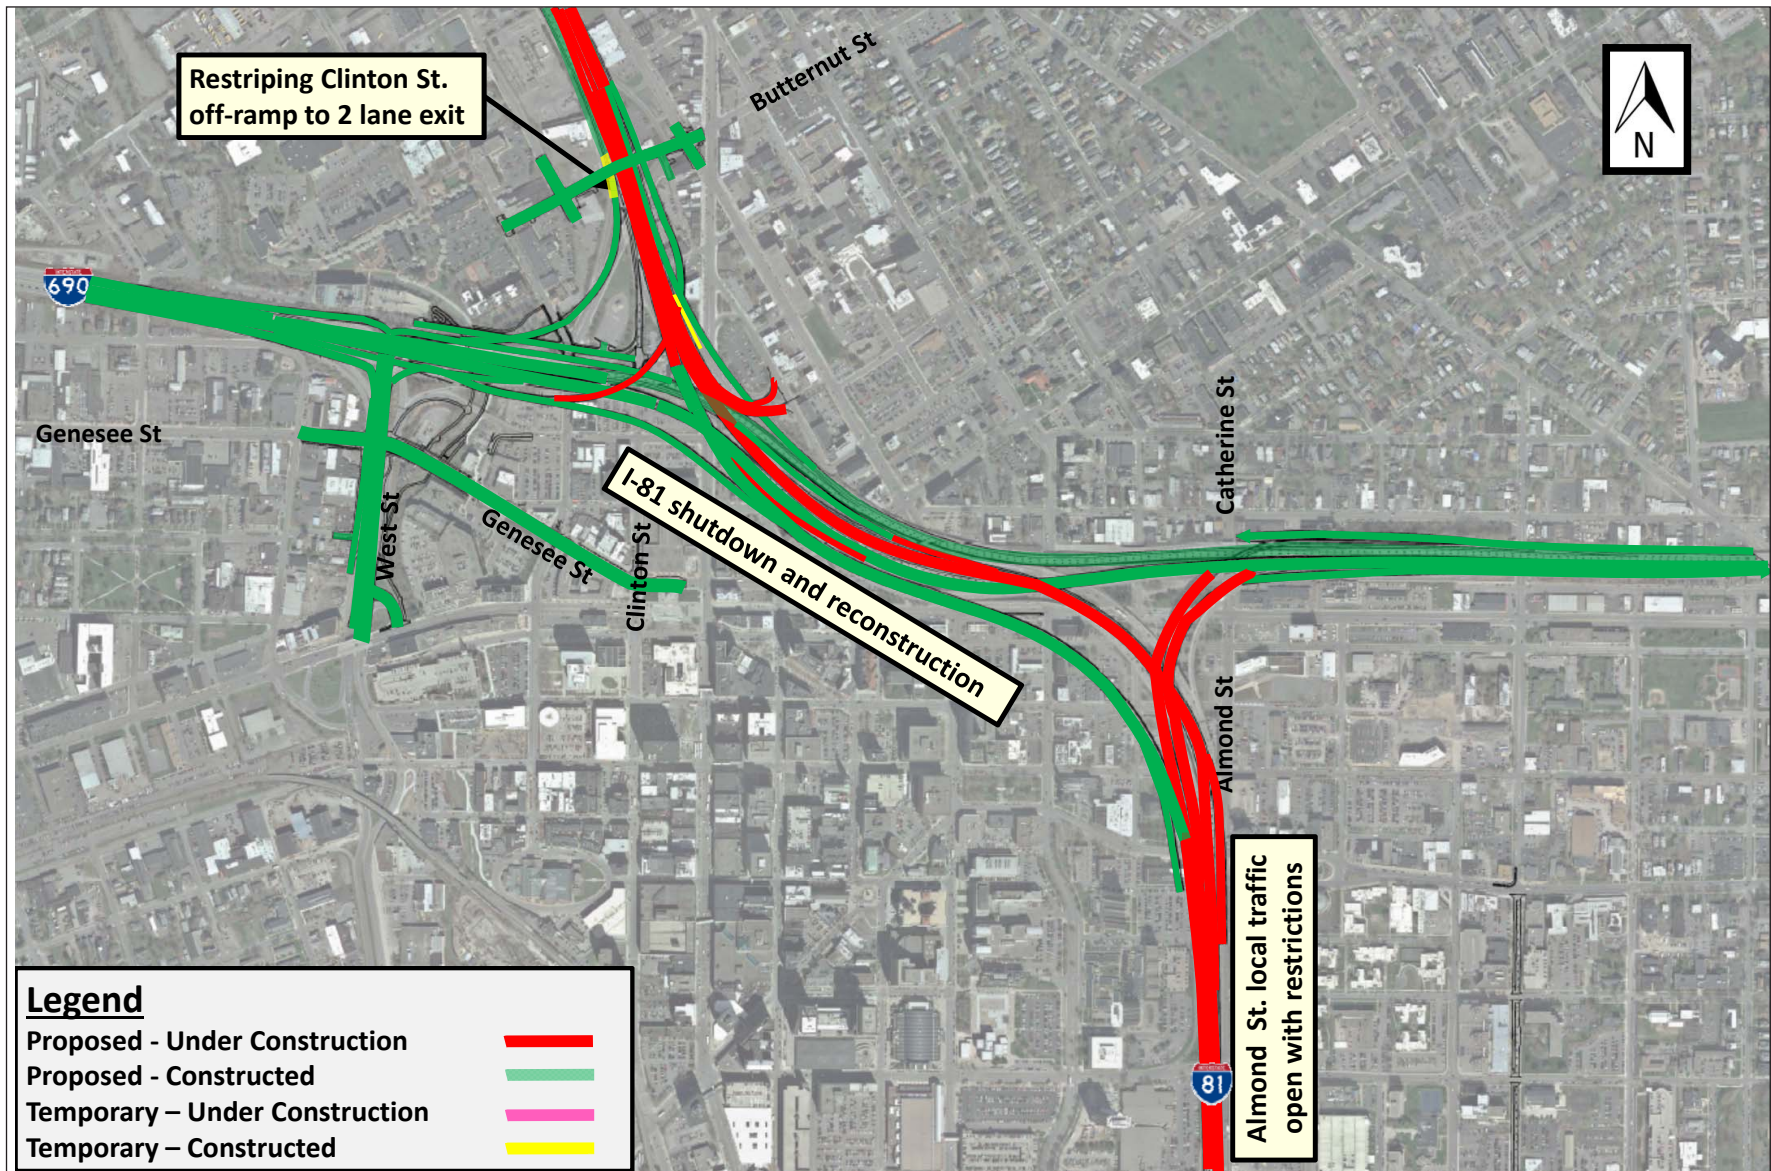 Restriping Clinton St.
off-ramp to 2 lane exit
Butternut St
N
690
Genesee St
West St
Genesee St
Clinton St
I-81 shutdown and reconstruction
Catherine St
Almond St
Almond St. local traffic
open with restrictions
INTERSTATE
81
Legend
Proposed - Under Construction
Proposed - Constructed
Temporary – Under Construction
Temporary – Constructed